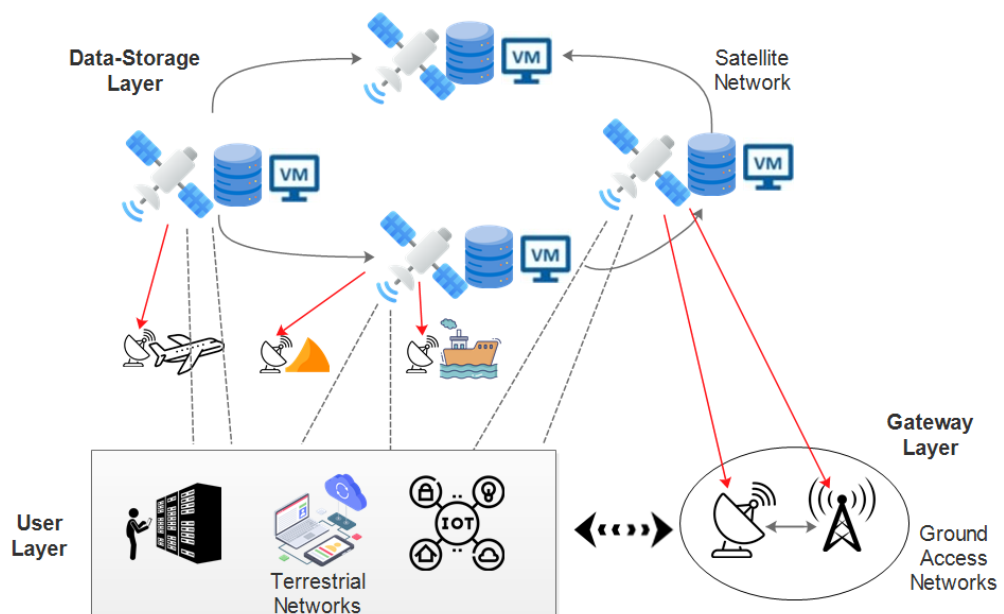 Data-Storage
Layer
VM
Satellite
Network
VM
VM
VM
Gateway
Layer
User
Layer
IOT
Terrestrial
Networks
Ground
Access
Networks